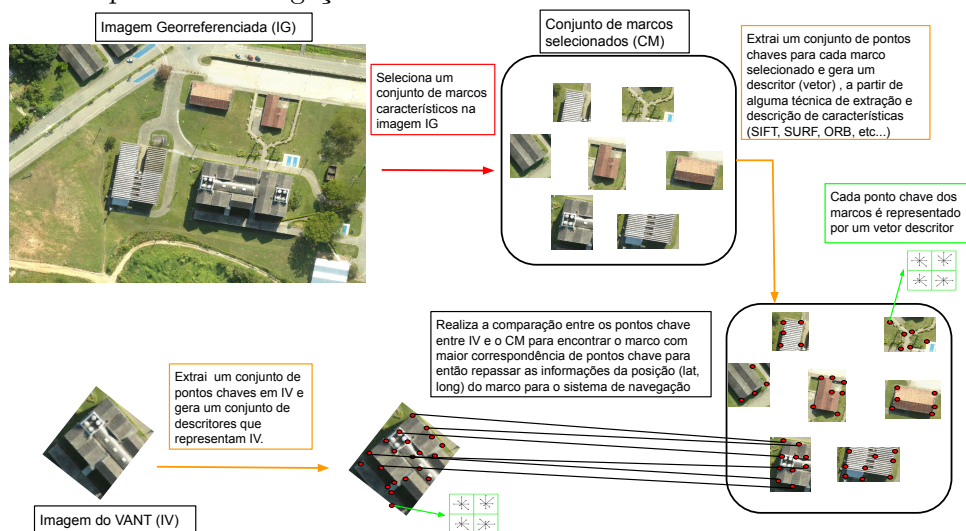 Imagem Georreferenciada (IG)
Seleciona um
conjunto de marcos
característicos na
imagem IG
Conjunto de marcos
selecionados (CM)
Extrai um conjunto de pontos
chaves para cada marco
selecionado e gera um
descritor (vetor) , a partir de
alguma técnica de extração e
descrição de características
(SIFT, SURF, ORB, etc...)
Cada ponto chave dos
marcos é representado
por um vetor descritor
Realiza a comparação entre os pontos chave
entre IV e o CM para encontrar o marco com
maior correspondência de pontos chave para
então repassar as informações da posição (lat,
long) do marco para o sistema de navegação
Extrai um conjunto de
pontos chaves em IV e
gera um conjunto de
descritores que
representam IV.
Imagem do VANT (IV)